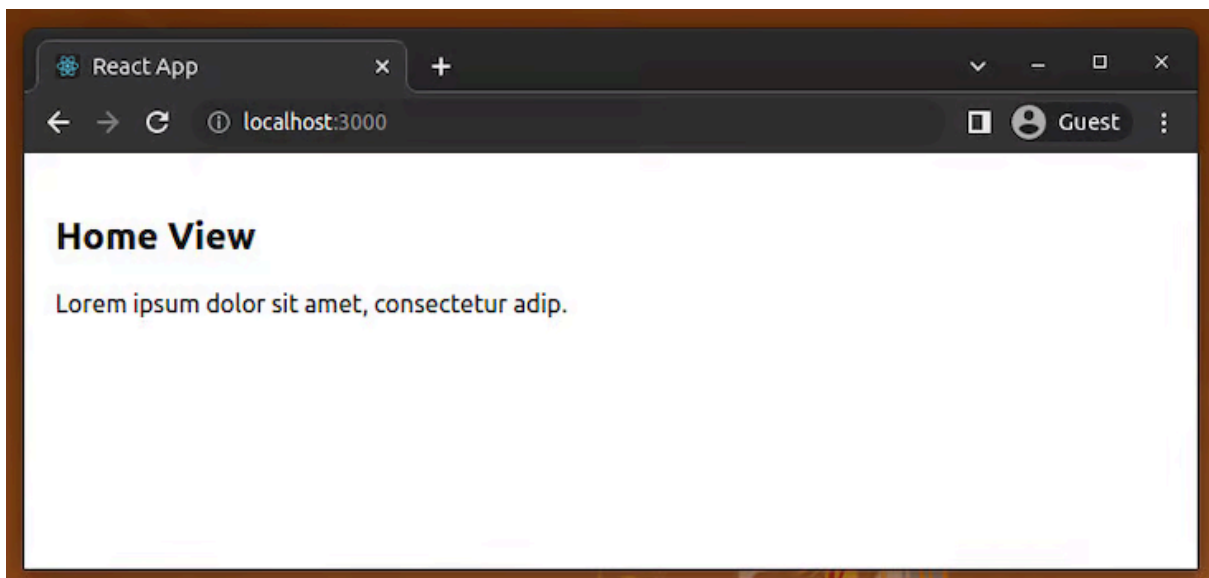 React App
localhost:3000
Guest
Home View
Lorem ipsum dolor sit amet, consectetur adip.